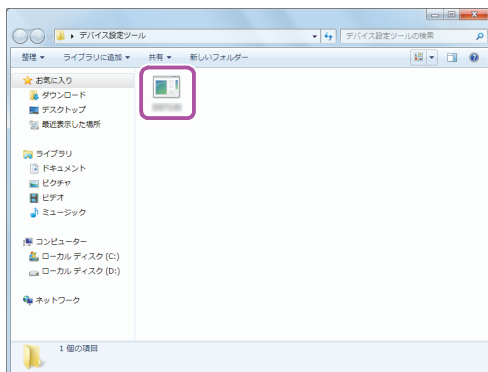 デバイス設定ツール
デバイス設定ツールの検索
整理
ライブラリに追加
共有
新しいフォルダー
お気に入り
ダウンロード
デスクトップ
最近表示した場所
ライブラリ
ドキュメント
ピクチャ
ビデオ
ミュージック
コンピューター
ローカル ディスク (C:)
ローカル ディスク (D:)
ネットワーク
1 個の項目